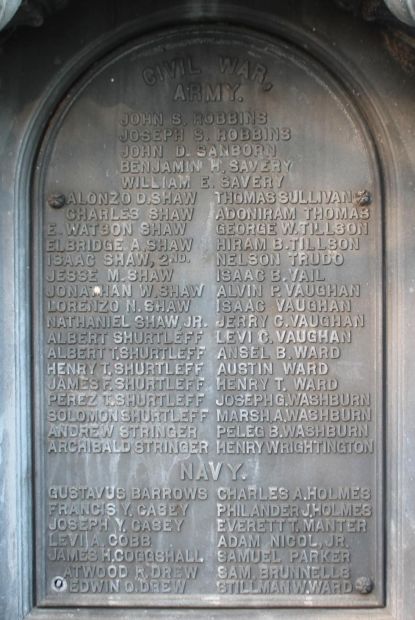 CIVIL WAR,
ARMY.
JOHN S. ROBBINS
JOSEPH S. ROBBINS
JOHN D. SANBORN
BENJAMIN H. SAVERY
WILLIAM E. SAVERY
ALONZO D. SHAW
CHARLES SHAW
E. WATSON SHAW
ELBRIDGE A. SHAW
ISAAC SHAW, 2ND.
JESSE M. SHAW
JONATHAN W. SHAW
LORENZO N. SHAW
NATHANIEL SHAW JR.
ALBERT SHURTLEFF
ALBERT T. SHURTLEFF
HENRY T. SHURTLEFF
JAMES F. SHURTLEFF
PEREZ T. SHURTLEFF
SOLOMON SHURTLEFF
ANDREW STRINGER
ARCHIBALD STRINGER
THOMAS SULLIVAN
ADONIRAM THOMAS
GEORGE W. TILLSON
HIRAM B. TILLSON
NELSON TRUDO
ISAAC B. VAIL
ALVIN P. VAUGHAN
ISAAC VAUGHAN
JERRY C. VAUGHAN
LEVI C. VAUGHAN
ANSEL B. WARD
AUSTIN WARD
HENRY T. WARD
JOSEPH G. WASHBURN
MARSH A. WASHBURN
PELEG B. WASHBURN
HENRY WRIGHTINGTON
NAVY.
GUSTAVUS BARROWS
FRANCIS Y. CASEY
JOSEPH Y. CASEY
LEVI A. COBB
JAMES H. COGGSHALL
ATWOOD R. DREW
EDWIN O. DREW
CHARLES A. HOLMES
PHILANDER J. HOLMES
EVERETT T. MANTER
ADAM NICOL, JR.
SAMUEL PARKER
SAM. BRUNNELLS
STILLMAN W. WARD